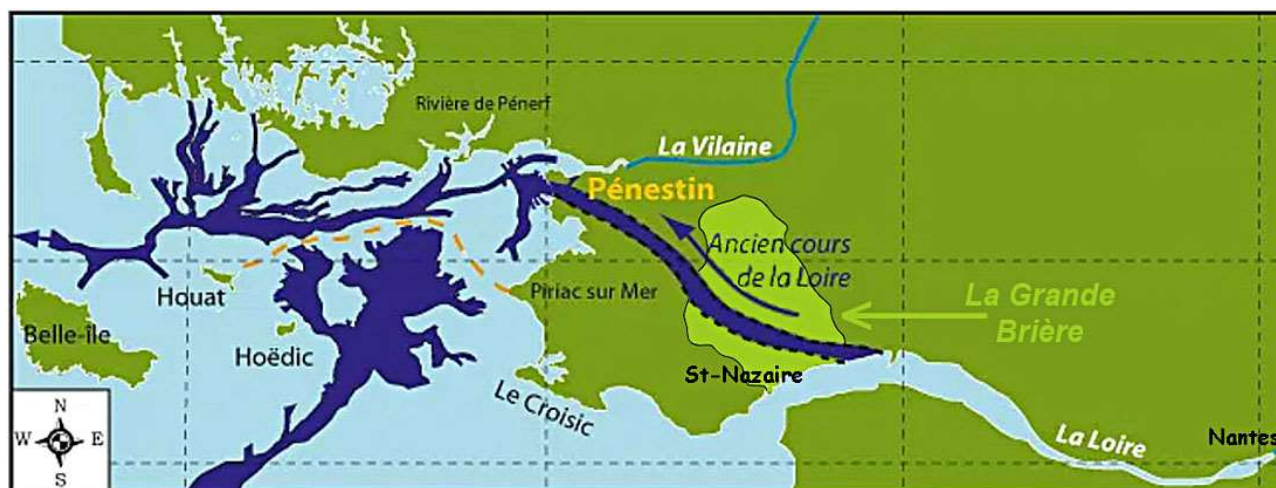 Rivière de Pénerf
La Vilaine
Pénestin
Ancien cours
de la Loire
Houat
Piriac sur Mer
La Grande
Brière
Belle-île
Hoëdic
St-Nazaire
Le Croisic
N
W E
S
La Loire
Nantes